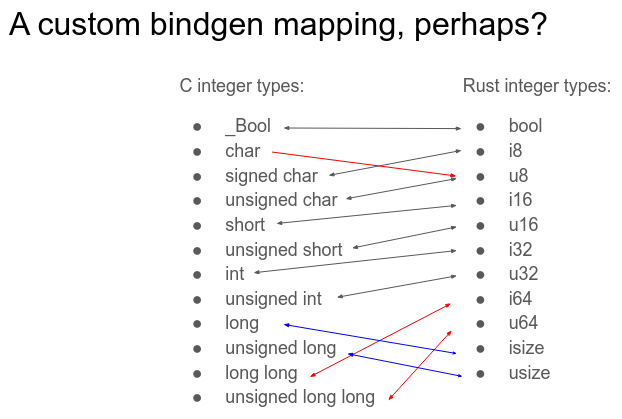 A custom bindgen mapping, perhaps?
C integer types:
● _Bool
● char
● signed char
● unsigned char
● short
● unsigned short
● int
● unsigned int
● long
● unsigned long
● long long
● unsigned long long
Rust integer types:
● bool
● i8
● u8
● i16
● u16
● i32
● u32
● i64
● u64
● isize
● usize